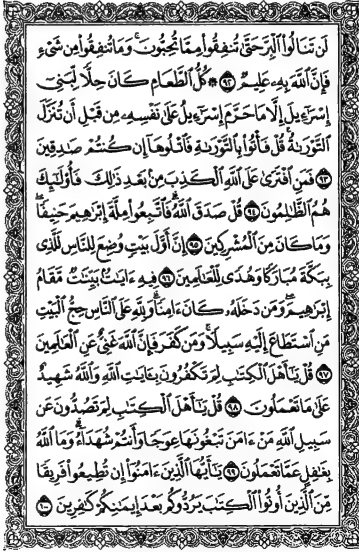 لَن تَنَالُوا۟ ٱلْبِرَّ حَتَّىٰ تُنفِقُوا۟ مِمَّا تُحِبُّونَ ۚ وَمَا تُنفِقُوا۟ مِن شَىْءٍ
فَإِنَّ ٱللَّهَ بِهِۦ عَلِيمٌ ﴿٩٢﴾ ۞ كُلُّ ٱلطَّعَامِ كَانَ حِلًّا لِّبَنِىٓ
إِسْرَٰٓءِيلَ إِلَّا مَا حَرَّمَ إِسْرَٰٓءِيلُ عَلَىٰ نَفْسِهِۦ مِن قَبْلِ أَن تُنَزَّلَ
ٱلتَّوْرَىٰةُ ۗ قُلْ فَأْتُوا۟ بِٱلتَّوْرَىٰةِ فَٱتْلُوهَآ إِن كُنتُمْ صَٰدِقِينَ
﴿٩٣﴾ فَمَنِ ٱفْتَرَىٰ عَلَى ٱللَّهِ ٱلْكَذِبَ مِنۢ بَعْدِ ذَٰلِكَ فَأُو۟لَٰٓئِكَ
هُمُ ٱلظَّٰلِمُونَ ﴿٩٤﴾ قُلْ صَدَقَ ٱللَّهُ ۗ فَٱتَّبِعُوا۟ مِلَّةَ إِبْرَٰهِيمَ حَنِيفًا ۖ
وَمَا كَانَ مِنَ ٱلْمُشْرِكِينَ ﴿٩٥﴾ إِنَّ أَوَّلَ بَيْتٍ وُضِعَ لِلنَّاسِ لَلَّذِى
بِبَكَّةَ مُبَارَكًا وَهُدًى لِّلْعَٰلَمِينَ ﴿٩٦﴾ فِيهِ ءَايَٰتٌۢ بَيِّنَٰتٌ مَّقَامُ
إِبْرَٰهِيمَ ۖ وَمَن دَخَلَهُۥ كَانَ ءَامِنًا ۗ وَلِلَّهِ عَلَى ٱلنَّاسِ حِجُّ ٱلْبَيْتِ
مَنِ ٱسْتَطَاعَ إِلَيْهِ سَبِيلًا ۚ وَمَن كَفَرَ فَإِنَّ ٱللَّهَ غَنِىٌّ عَنِ ٱلْعَٰلَمِينَ
﴿٩٧﴾ قُلْ يَٰٓأَهْلَ ٱلْكِتَٰبِ لِمَ تَكْفُرُونَ بِـَٔايَٰتِ ٱللَّهِ وَٱللَّهُ شَهِيدٌ
عَلَىٰ مَا تَعْمَلُونَ ﴿٩٨﴾ قُلْ يَٰٓأَهْلَ ٱلْكِتَٰبِ لِمَ تَصُدُّونَ عَن
سَبِيلِ ٱللَّهِ مَنْ ءَامَنَ تَبْغُونَهَا عِوَجًا وَأَنتُمْ شُهَدَآءُ ۗ وَمَا ٱللَّهُ
بِغَٰفِلٍ عَمَّا تَعْمَلُونَ ﴿٩٩﴾ يَٰٓأَيُّهَا ٱلَّذِينَ ءَامَنُوٓا۟ إِن تُطِيعُوا۟ فَرِيقًا
مِّنَ ٱلَّذِينَ أُوتُوا۟ ٱلْكِتَٰبَ يَرُدُّوكُم بَعْدَ إِيمَٰنِكُمْ كَٰفِرِينَ ﴿١٠٠﴾